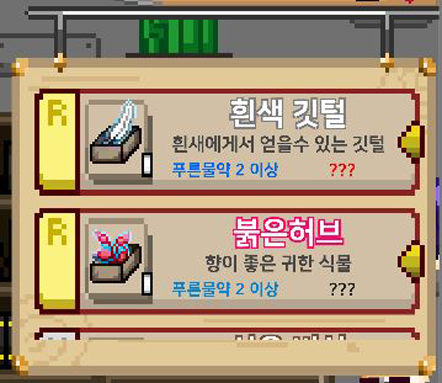 R
흰색 깃털
흰새에게서 얻을수 있는 깃털
푸른물약 2 이상 ???
R
붉은허브
향이 좋은 귀한 식물
푸른물약 2 이상 ???